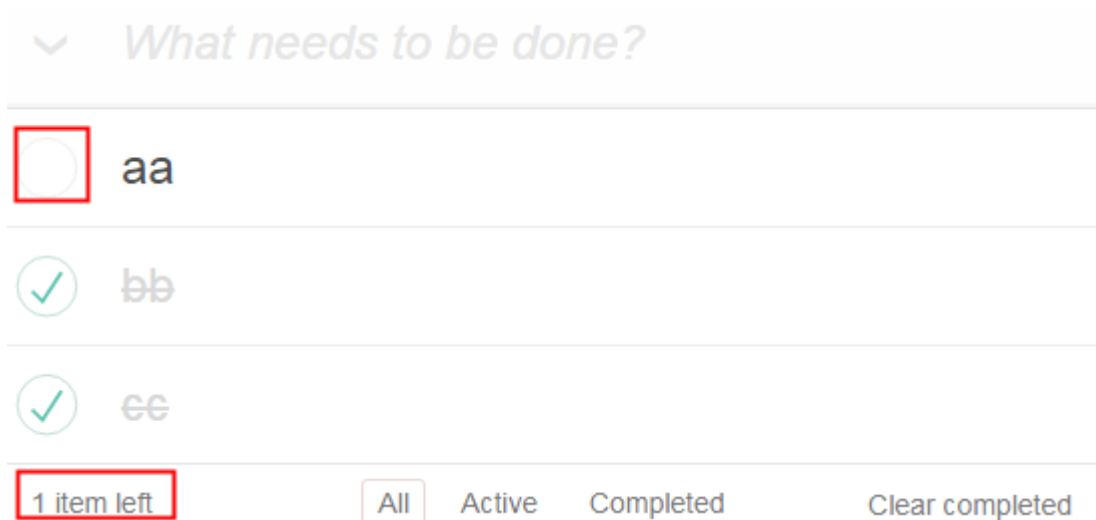 What needs to be done?
aa
bb
cc
1 item left All Active Completed Clear completed